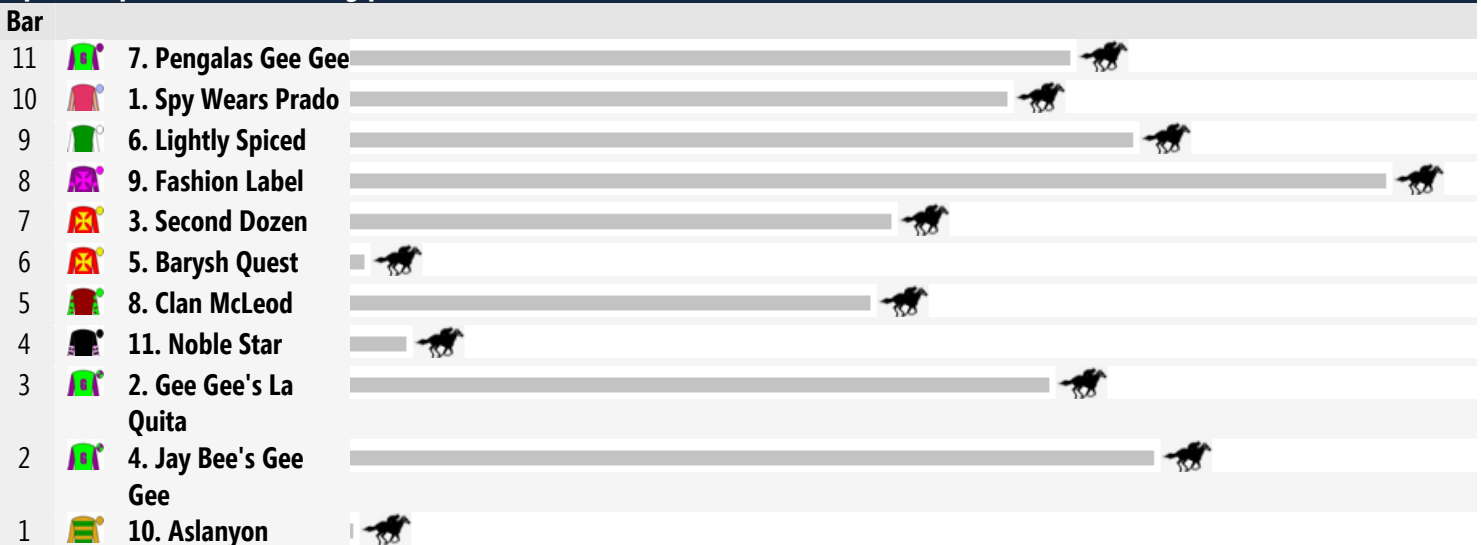 Bar
11 7. Pengalas Gee Gee
10 1. Spy Wears Prado
9 6. Lightly Spiced
8 9. Fashion Label
7 3. Second Dozen
6 5. Barysh Quest
5 8. Clan McLeod
4 11. Noble Star
3 2. Gee Gee's La
Quita
2 4. Jay Bee's Gee
Gee
1 10. Aslanyon